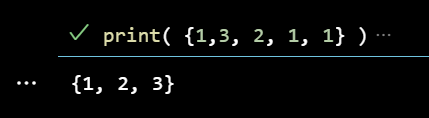 print( {1,3, 2, 1, 1} ) ...
... {1, 2, 3}